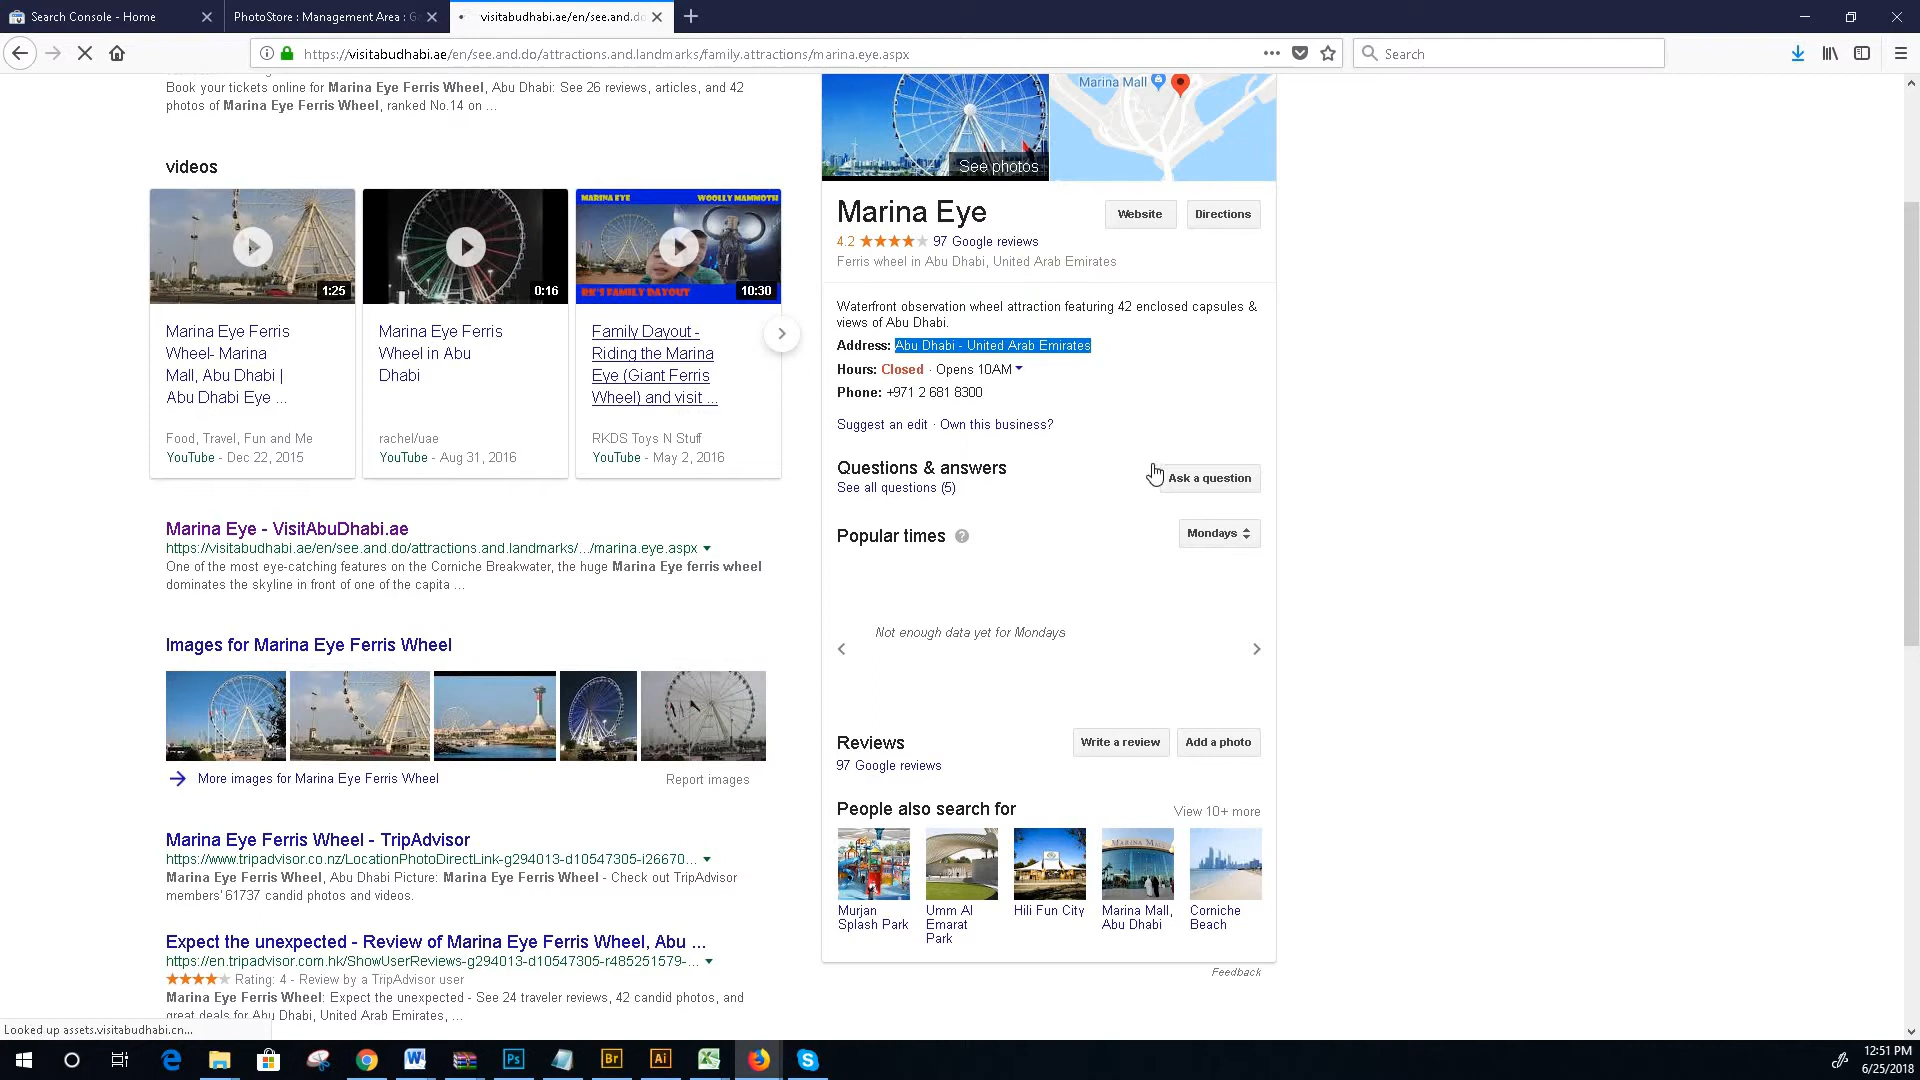 Search Console - Home
PhotoStore : Management Area : G
visitabudhabi.ae/en/see.and.do
https://visitabudhabi.ae/en/see.and.do/attractions.and.landmarks/family.attractions/marina.eye.aspx
Search
Book your tickets online for Marina Eye Ferris Wheel, Abu Dhabi: See 26 reviews, articles, and 42
photos of Marina Eye Ferris Wheel, ranked No.14 on ...
videos
1:25
0:16
MARINA EYE
WOOLLY MAMMOTH
RK'S FAMILY DAYOUT
10:30
Marina Eye Ferris
Wheel- Marina
Mall, Abu Dhabi |
Abu Dhabi Eye ...
Food, Travel, Fun and Me
YouTube - Dec 22, 2015
Marina Eye Ferris
Wheel in Abu
Dhabi
rachel/uae
YouTube - Aug 31, 2016
Family Dayout -
Riding the Marina
Eye (Giant Ferris
Wheel) and visit ...
RKDS Toys N Stuff
YouTube - May 2, 2016
Marina Eye - VisitAbuDhabi.ae
https://visitabudhabi.ae/en/see.and.do/attractions.and.landmarks/.../marina.eye.aspx
One of the most eye-catching features on the Corniche Breakwater, the huge Marina Eye ferris wheel
dominates the skyline in front of one of the capita ...
Images for Marina Eye Ferris Wheel
More images for Marina Eye Ferris Wheel
Report images
Marina Eye Ferris Wheel - TripAdvisor
https://www.tripadvisor.co.nz/LocationPhotoDirectLink-g294013-d10547305-i26670...
Marina Eye Ferris Wheel, Abu Dhabi Picture: Marina Eye Ferris Wheel - Check out TripAdvisor
members' 61737 candid photos and videos.
Expect the unexpected - Review of Marina Eye Ferris Wheel, Abu ...
https://en.tripadvisor.com.hk/ShowUserReviews-g294013-d10547305-r485251579-...
Rating: 4 - Review by a TripAdvisor user
Marina Eye Ferris Wheel: Expect the unexpected - See 24 traveler reviews, 42 candid photos, and
great deals for Abu Dhabi, United Arab Emirates, ...
See photos
Marina Mall
Marina Eye
Website
Directions
4.2
97 Google reviews
Ferris wheel in Abu Dhabi, United Arab Emirates
Waterfront observation wheel attraction featuring 42 enclosed capsules &
views of Abu Dhabi.
Address: Abu Dhabi - United Arab Emirates
Hours: Closed · Opens 10AM
Phone: +971 2 681 8300
Suggest an edit · Own this business?
Questions & answers
See all questions (5)
Ask a question
Popular times
?
Mondays
Not enough data yet for Mondays
Reviews
97 Google reviews
Write a review
Add a photo
People also search for
View 10+ more
MARINA MALL
Murjan
Splash Park
Umm Al
Emarat
Park
Hili Fun City
Marina Mall,
Abu Dhabi
Corniche
Beach
Feedback
Looked up assets.visitabudhabi.cn...
Ps
Br
Ai
12:51 PM
6/25/2018